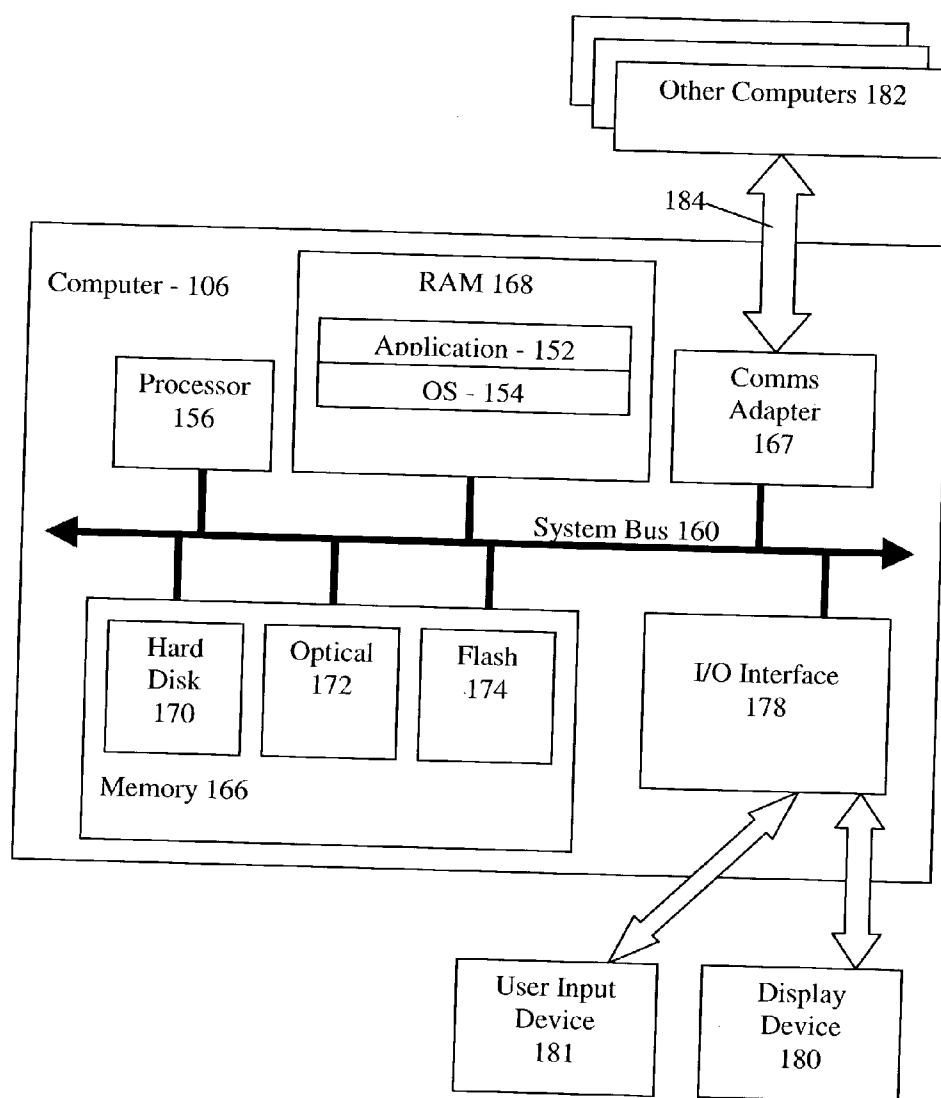 Other Computers 182
184
Computer - 106
RAM 168
Application - 152
OS - 154
Processor
156
Comms
Adapter
167
System Bus 160
Hard
Disk
170
Optical
172
Flash
174
Memory 166
I/O Interface
178
User Input
Device
181
Display
Device
180